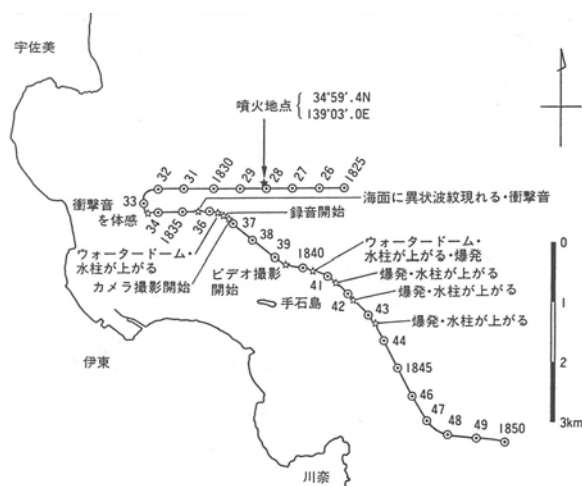 宇佐美
噴火地点
34°59′.4N
139°03′.0E
32
31
1830
29
28
27
26
1825
33
衝撃音
を体感
34
1835
36
海面に異状波紋現れる・衝撃音
録音開始
37
ウォータードーム・
水柱が上がる
カメラ撮影開始
ビデオ撮影
開始
38
39
1840
ウォータードーム・
水柱が上がる・爆発
41
爆発・水柱が上がる
42
爆発・水柱が上がる
手石島
43
爆発・水柱が上がる
44
伊東
1845
46
47
48
49
1850
川奈
0
1
2
3km